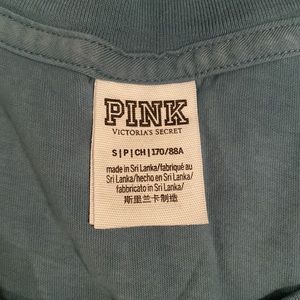 PINK
VICTORIA'S SECRET
S|P|CH|170/88A
made in Sri Lanka/fabriqué au
Sri Lanka/hecho en Sri Lanka/
fabbricato in Sri Lanka/
斯里兰卡制造